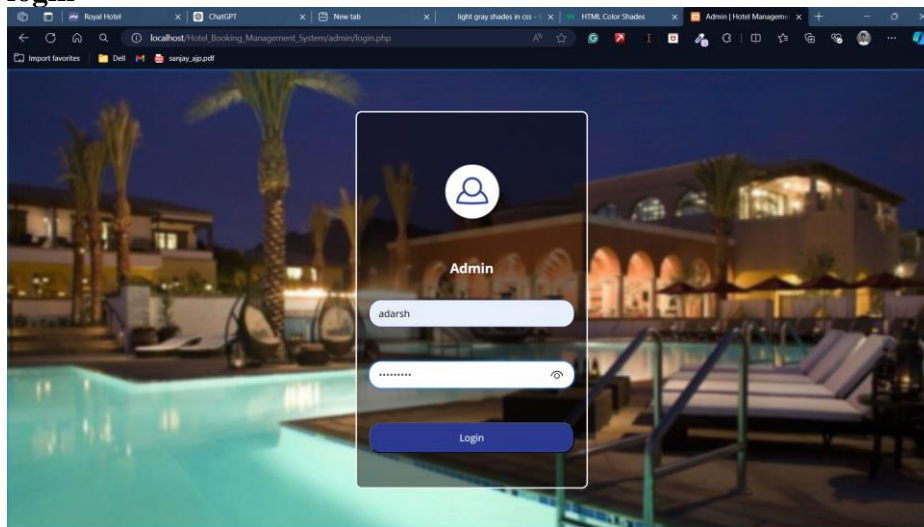 login
Royal Hotel
ChatGPT
New tab
light gray shades in css - S
HTML Color Shades
Admin | Hotel Manageme
localhost/Hotel_Booking_Management_System/admin/login.php
Import favorites
Dell
sanjay_ajp.pdf
Admin
adarsh
Login